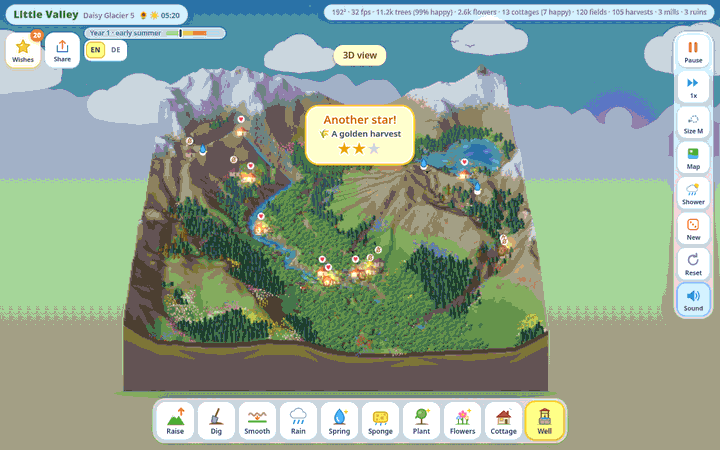 Little Valley Daisy Glacier 5 05:20
192² · 32 fps · 11.2k trees (99% happy) · 2.6k flowers · 13 cottages (7 happy) · 120 fields · 105 harvests · 3 mills · 3 ruins
Year 1 · early summer
20
Wishes
Share
EN DE
3D view
Another star!
A golden harvest
Pause
1x
Size M
Map
Shower
New
Reset
Sound
Raise Dig Smooth Rain Spring Sponge Plant Flowers Cottage Well